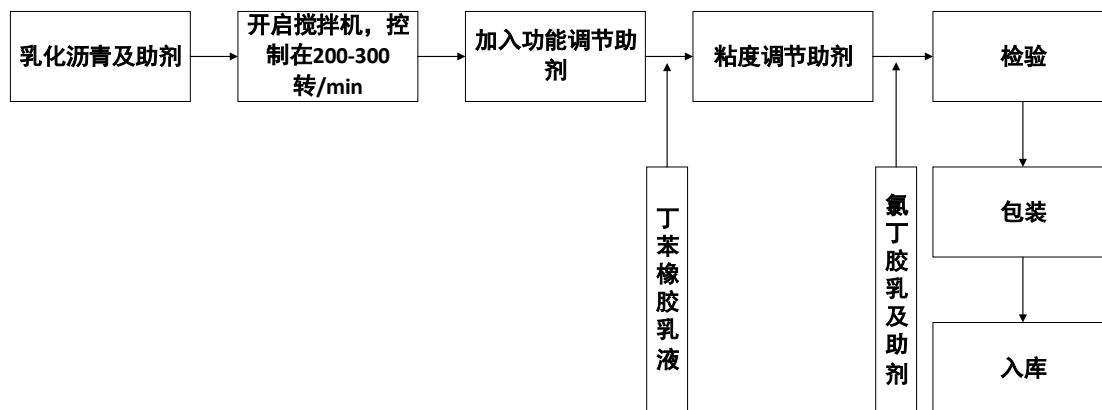 乳化沥青及助剂
开启搅拌机，控
制在200-300
转/min
加入功能调节助
剂
粘度调节助剂
检验
丁苯橡胶乳液
氯丁胶乳及助剂
包装
入库